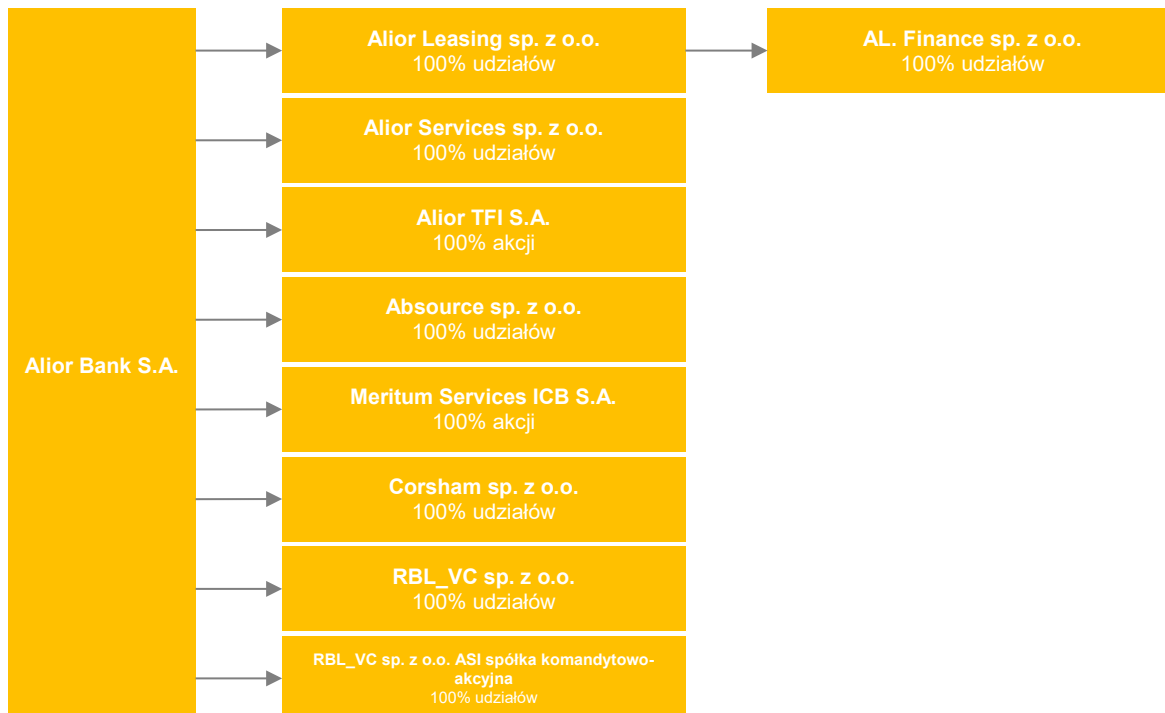 Alior Bank S.A.
Alior Leasing sp. z o.o.
100% udziałów
AL. Finance sp. z o.o.
100% udziałów
Alior Services sp. z o.o.
100% udziałów
Alior TFI S.A.
100% akcji
Absource sp. z o.o.
100% udziałów
Meritum Services ICB S.A.
100% akcji
Corsham sp. z o.o.
100% udziałów
RBL_VC sp. z o.o.
100% udziałów
RBL_VC sp. z o.o. ASI spółka komandytowo-
akcyjna
100% udziałów